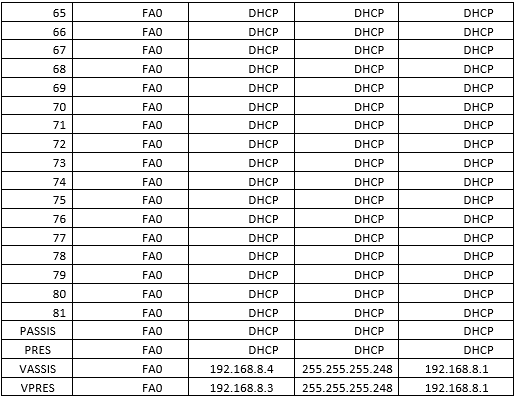 65 FA0 DHCP DHCP DHCP
66 FA0 DHCP DHCP DHCP
67 FA0 DHCP DHCP DHCP
68 FA0 DHCP DHCP DHCP
69 FA0 DHCP DHCP DHCP
70 FA0 DHCP DHCP DHCP
71 FA0 DHCP DHCP DHCP
72 FA0 DHCP DHCP DHCP
73 FA0 DHCP DHCP DHCP
74 FA0 DHCP DHCP DHCP
75 FA0 DHCP DHCP DHCP
76 FA0 DHCP DHCP DHCP
77 FA0 DHCP DHCP DHCP
78 FA0 DHCP DHCP DHCP
79 FA0 DHCP DHCP DHCP
80 FA0 DHCP DHCP DHCP
81 FA0 DHCP DHCP DHCP
PASSIS FA0 DHCP DHCP DHCP
PRES FA0 DHCP DHCP DHCP
VASSIS FA0 192.168.8.4 255.255.255.248 192.168.8.1
VPRES FA0 192.168.8.3 255.255.255.248 192.168.8.1